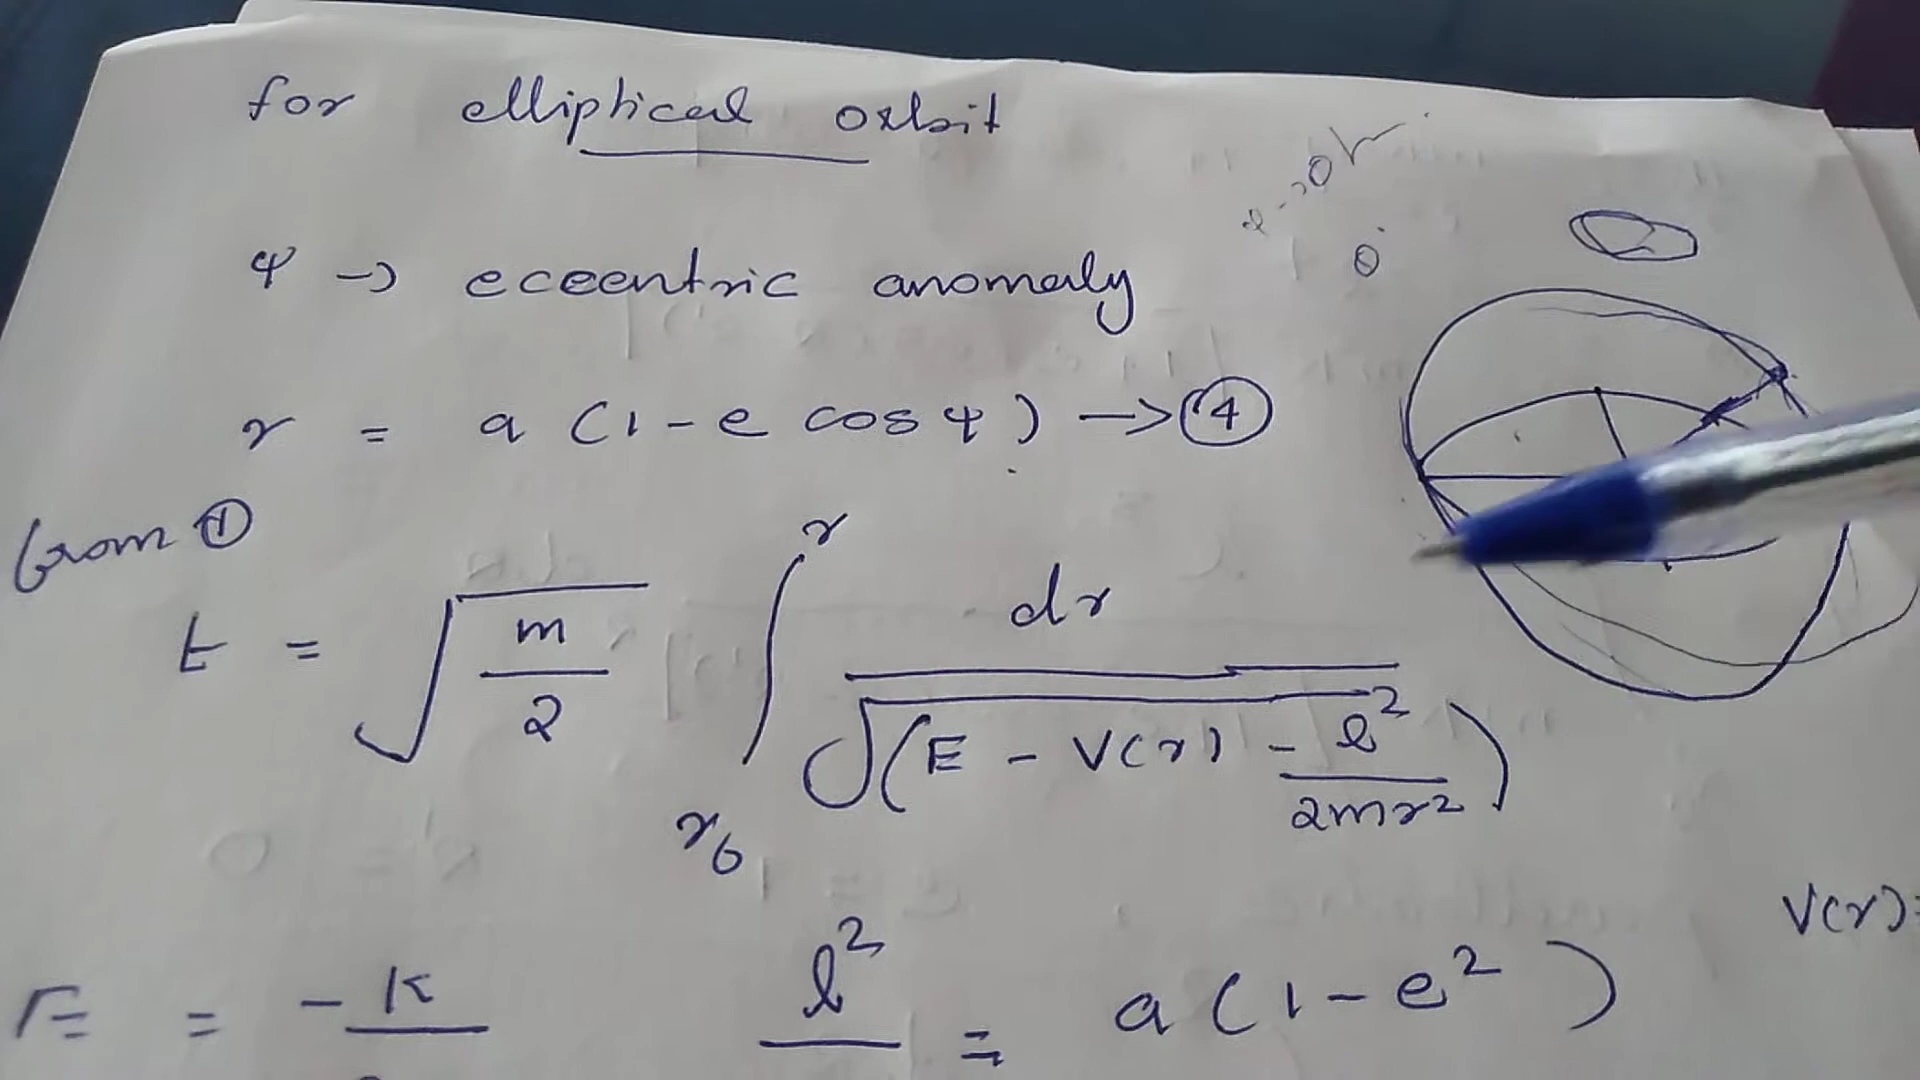 for elliptical orbit
ψ → eccentric anomaly
r = a (1 - e cos ψ) → ④
from ①
t = √(m/2) ∫_{r₀}^{r} dr / √(E - V(r) - l²/2mr²)
V(r) =
E = -k
l² / = a (1 - e²)